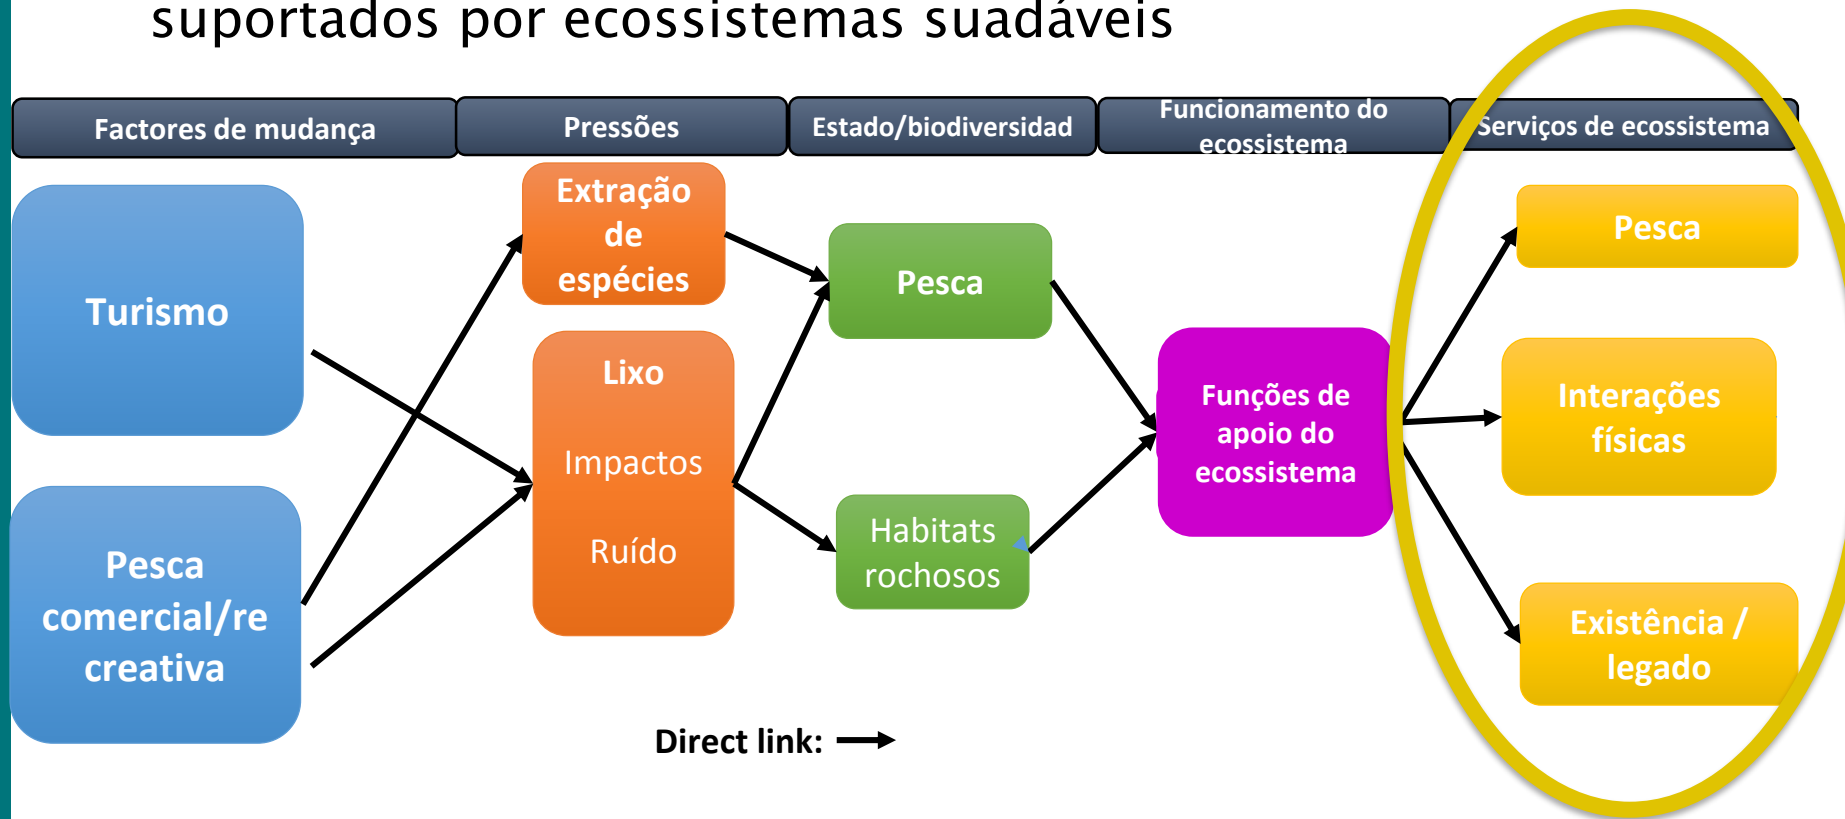 suportados por ecossistemas suadáveis
Factores de mudança
Pressões
Estado/biodiversidad
Funcionamento do
ecossistema
Serviços de ecossistema
Turismo
Pesca
comercial/re
creativa
Extração
de
espécies
Lixo
Impactos
Ruído
Pesca
Habitats
rochosos
Funções de
apoio do
ecossistema
Pesca
Interações
físicas
Existência /
legado
Direct link: